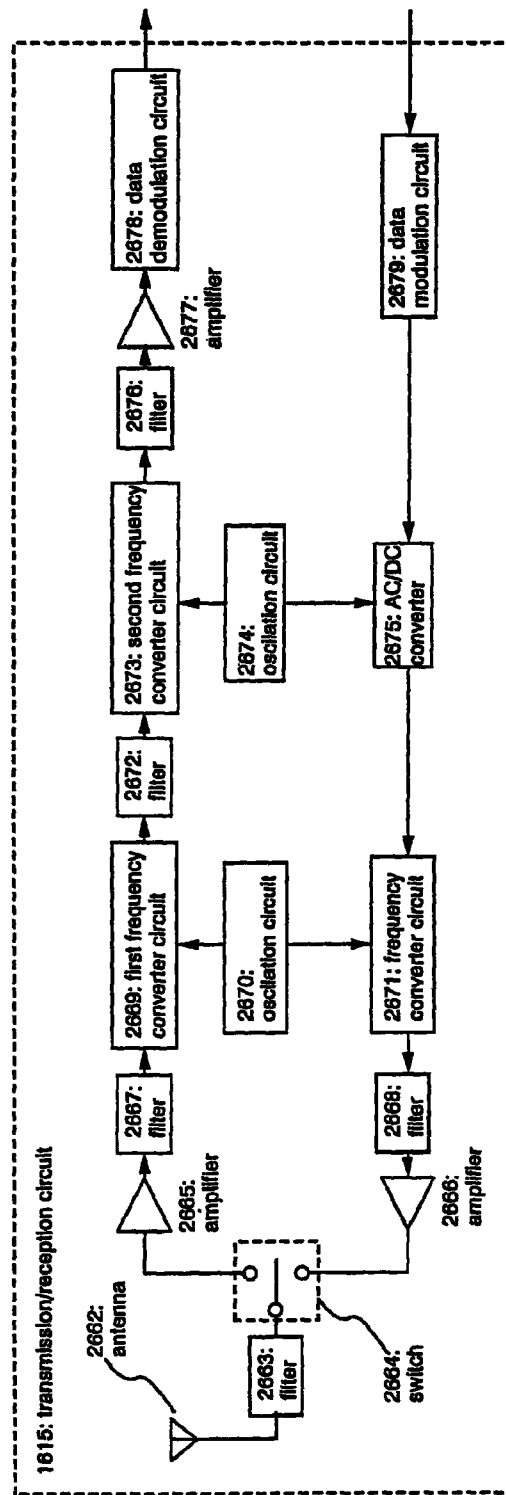 1615: transmission/reception circuit
2662:
antenna
2663:
filter
2664:
switch
2665:
amplifier
2667:
filter
2669: first frequency
converter circuit
2672:
filter
2673: second frequency
converter circuit
2676:
filter
2677:
amplifier
2678: data
demodulation circuit
2670:
oscilation circuit
2674:
oscilation circuit
2666:
amplifier
2668:
filter
2671: frequency
converter circuit
2675: AC/DC
converter
2679: data
modulation circuit